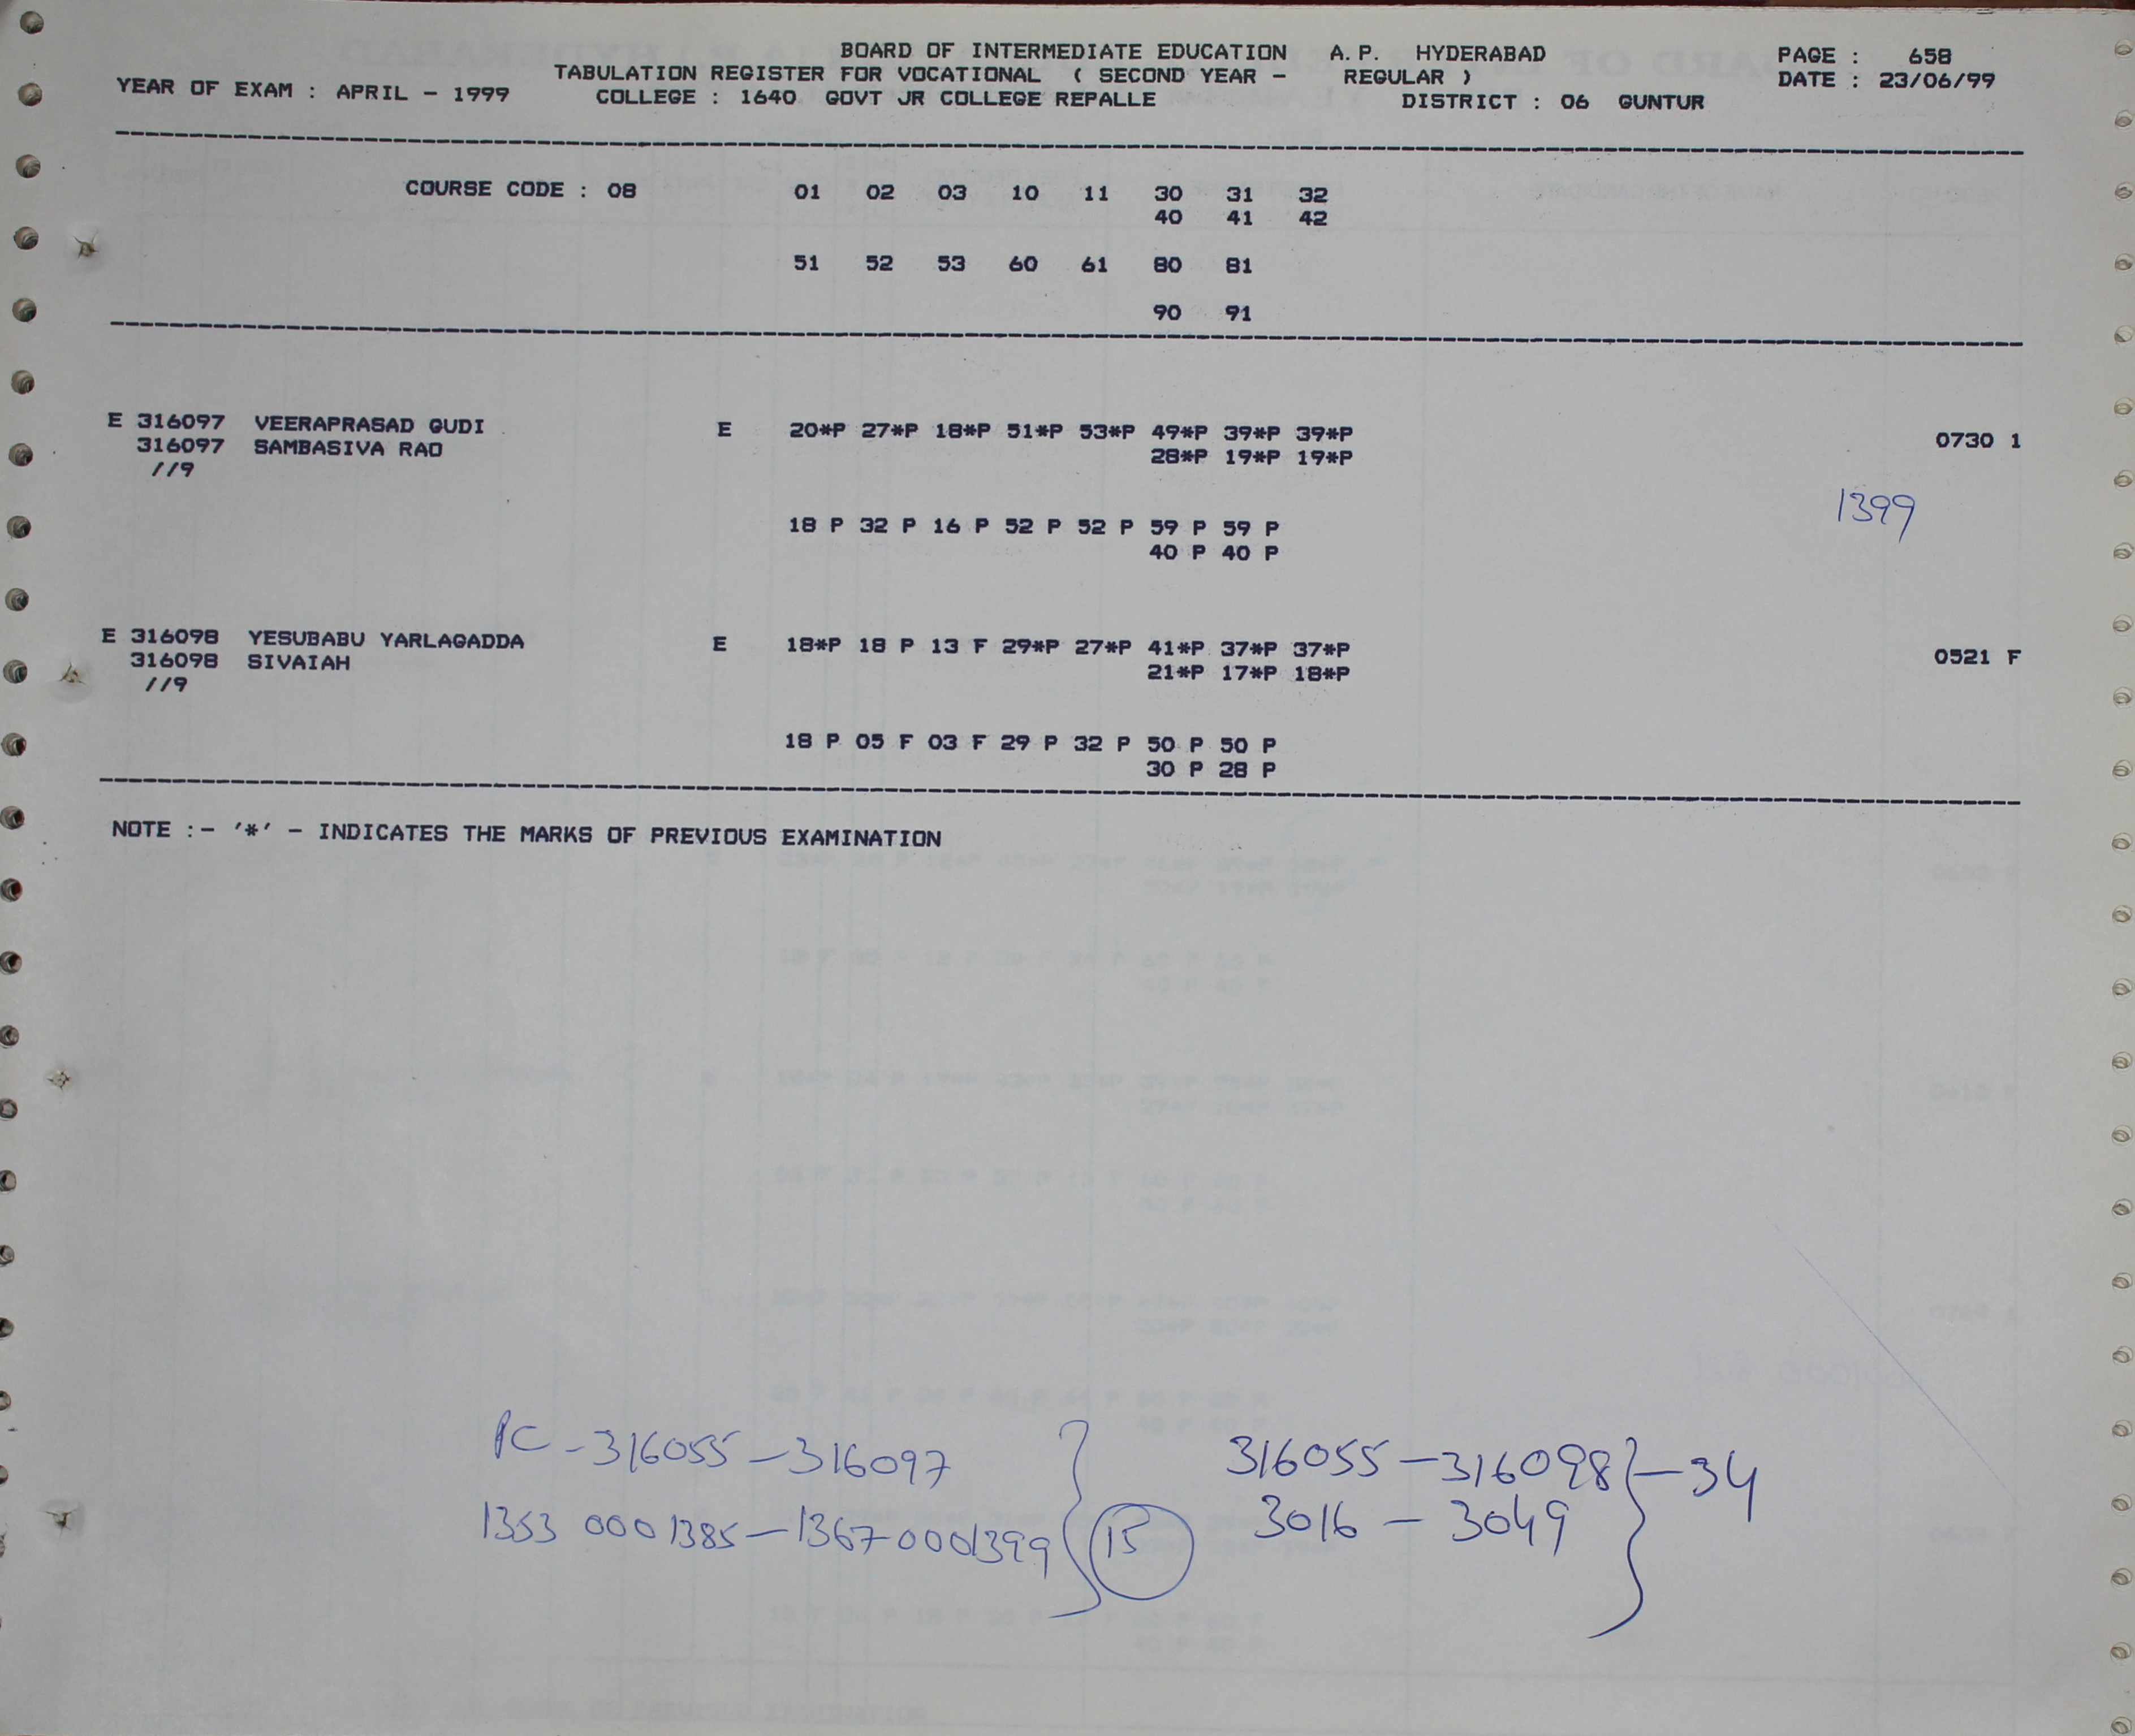 BOARD OF INTERMEDIATE EDUCATION A.P. HYDERABAD PAGE : 658
TABULATION REGISTER FOR VOCATIONAL ( SECOND YEAR - REGULAR ) DATE : 23/06/99
YEAR OF EXAM : APRIL - 1999 COLLEGE : 1640 GOVT JR COLLEGE REPALLE DISTRICT : 06 GUNTUR
COURSE CODE : 08 01 02 03 10 11 30 31 32
40 41 42
51 52 53 60 61 80 81
90 91
E 316097 VEERAPRASAD GUDI E 20*P 27*P 18*P 51*P 53*P 49*P 39*P 39*P 0730 1
316097 SAMBASIVA RAO 28*P 19*P 19*P
//9
1399
18 P 32 P 16 P 52 P 52 P 59 P 59 P
40 P 40 P
E 316098 YESUBABU YARLAGADDA E 18*P 18 P 13 F 29*P 27*P 41*P 37*P 37*P 0521 F
316098 SIVAIAH 21*P 17*P 18*P
//9
18 P 05 F 03 F 29 P 32 P 50 P 50 P
30 P 28 P
NOTE :- '*' - INDICATES THE MARKS OF PREVIOUS EXAMINATION
PC - 316055 - 316097 316055 - 316098 - 34
1353 0001385 - 1367 0001399 15 3016 - 3049